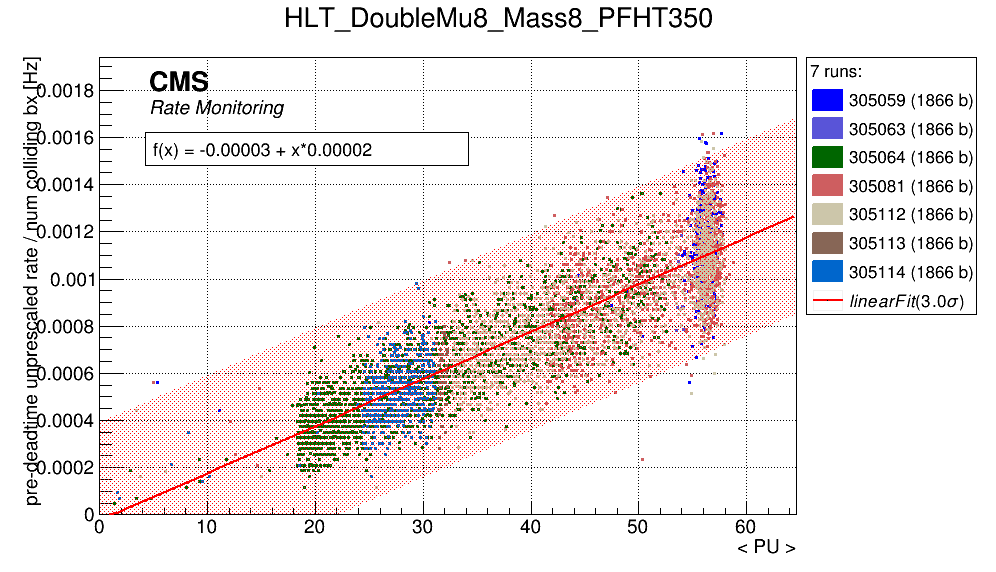 HLT_DoubleMu8_Mass8_PFHT350
pre-deadtime unprescaled rate / num colliding bx [Hz]
CMS
Rate Monitoring
f(x) = -0.00003 + x*0.00002
0.0018
0.0016
0.0014
0.0012
0.001
0.0008
0.0006
0.0004
0.0002
0
0 10 20 30 40 50 60
< PU >
7 runs:
305059 (1866 b)
305063 (1866 b)
305064 (1866 b)
305081 (1866 b)
305112 (1866 b)
305113 (1866 b)
305114 (1866 b)
linearFit(3.0σ)